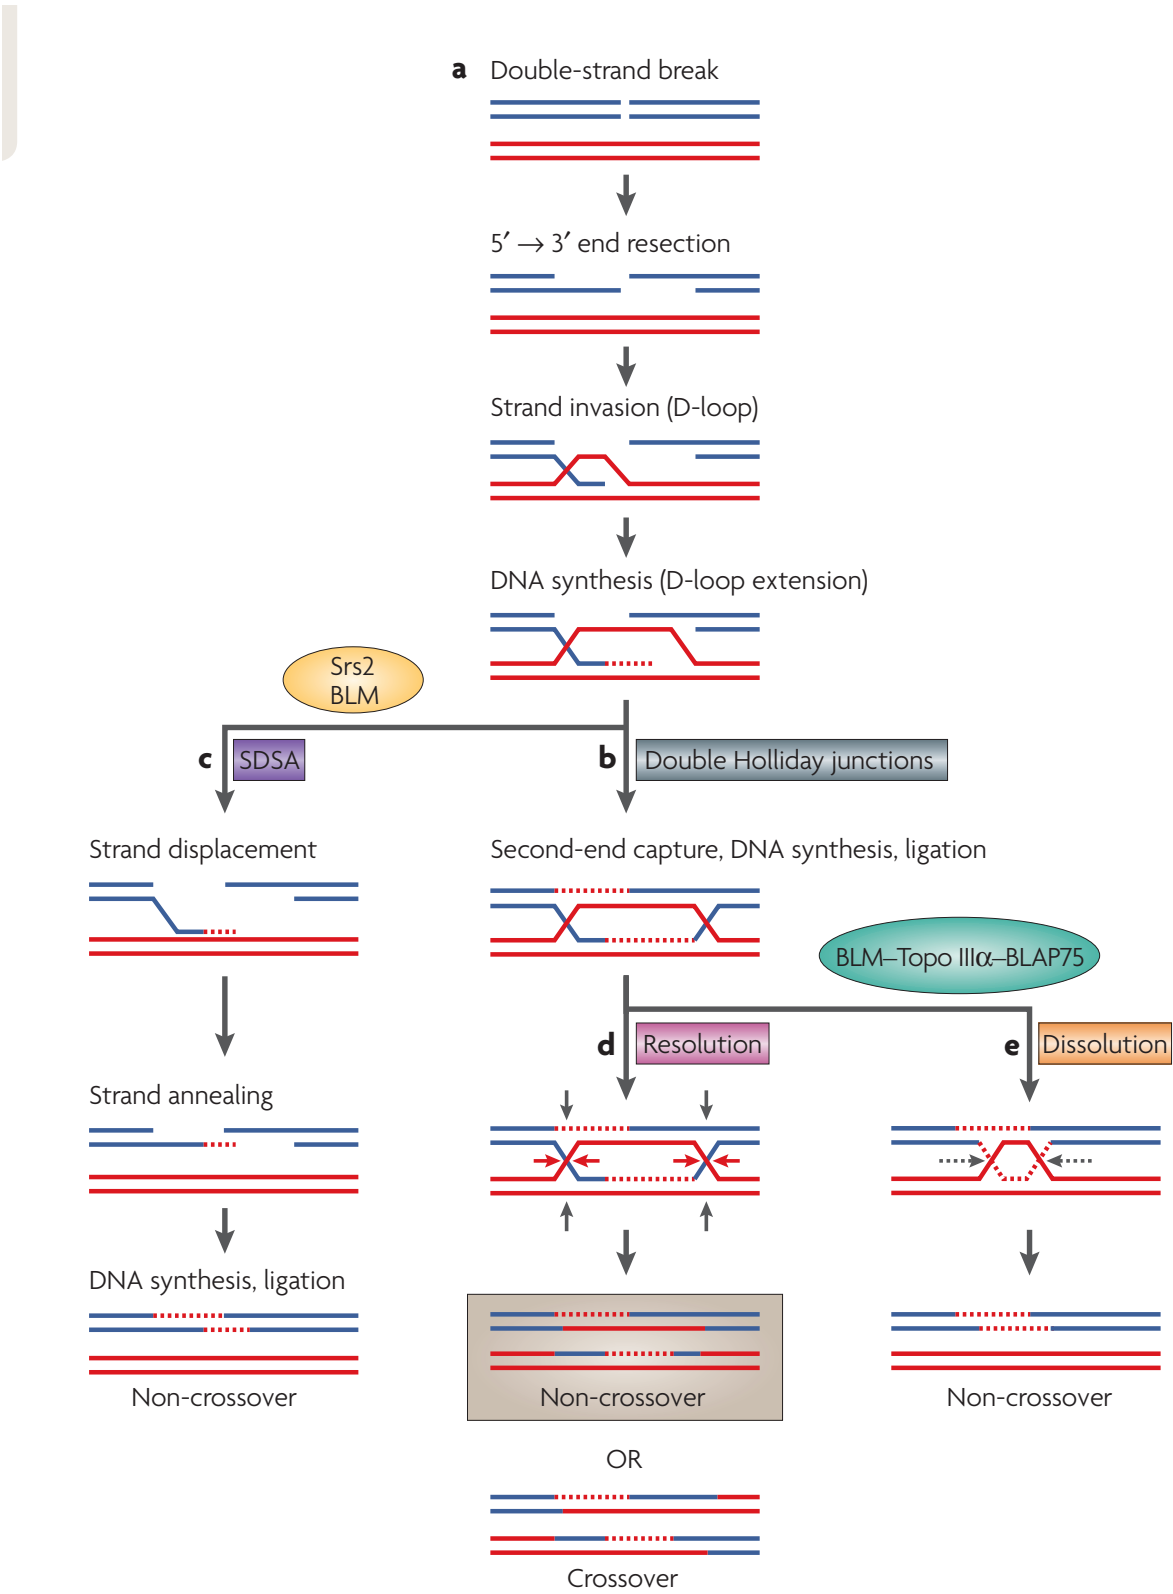 a Double-strand break
5′ → 3′ end resection
Strand invasion (D-loop)
DNA synthesis (D-loop extension)
Srs2
BLM
c SDSA
b Double Holliday junctions
Strand displacement
Second-end capture, DNA synthesis, ligation
BLM–Topo IIIα–BLAP75
d Resolution
e Dissolution
Strand annealing
DNA synthesis, ligation
Non-crossover
Non-crossover
Non-crossover
OR
Crossover